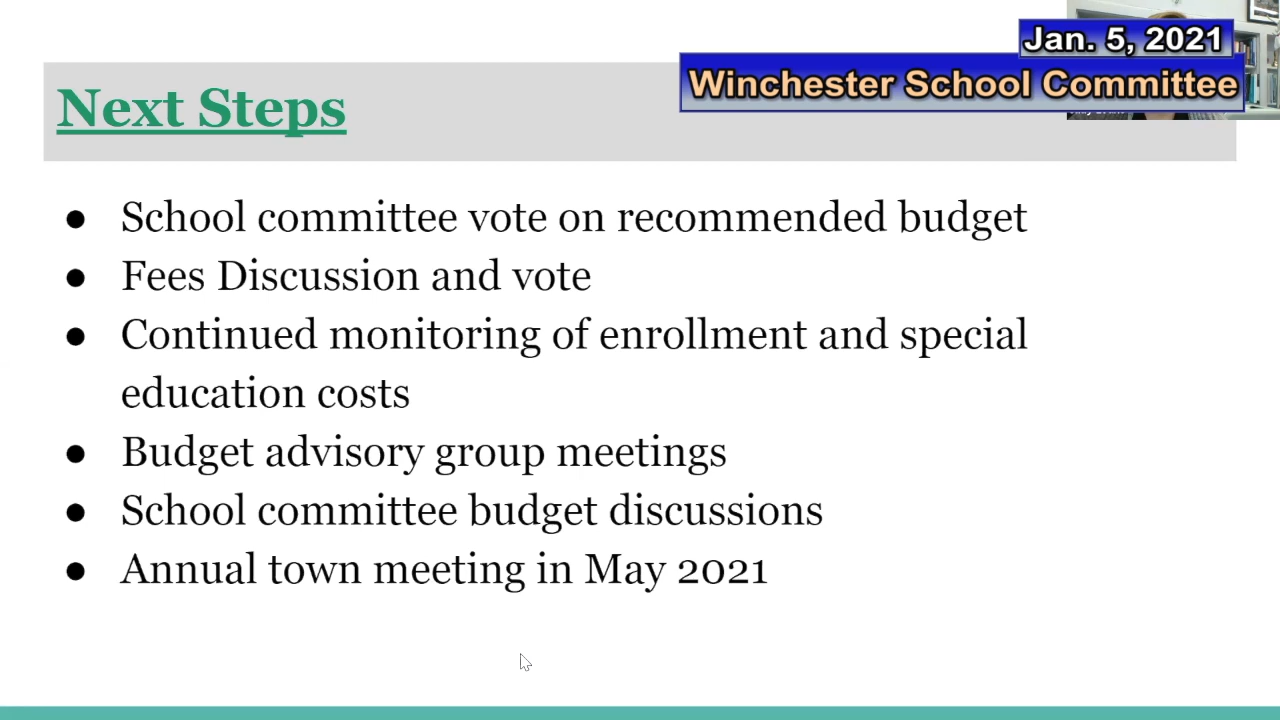 Jan. 5, 2021
Winchester School Committee
Next Steps
● School committee vote on recommended budget
● Fees Discussion and vote
● Continued monitoring of enrollment and special
education costs
● Budget advisory group meetings
● School committee budget discussions
● Annual town meeting in May 2021